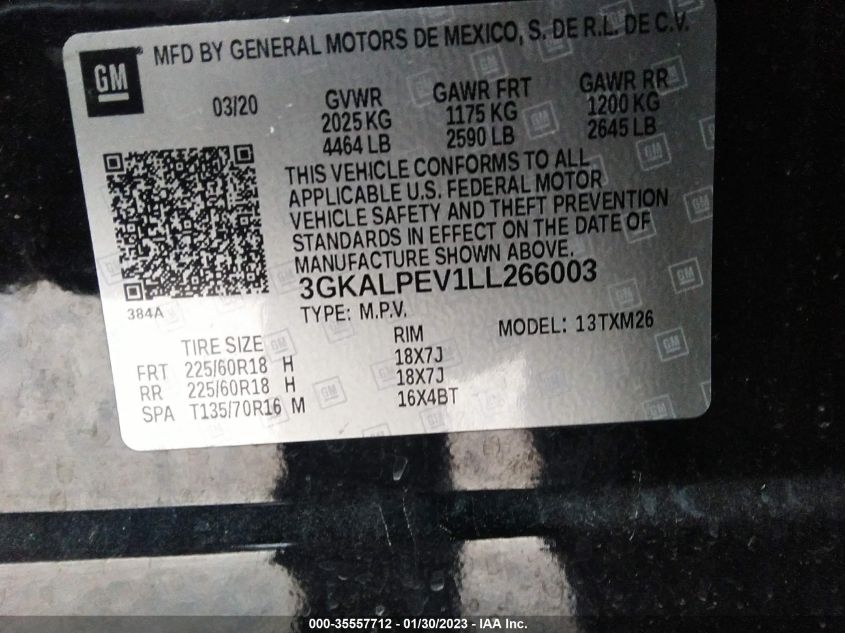 GM
MFD BY GENERAL MOTORS DE MEXICO, S. DE R.L. DE C.V.
03/20
GVWR GAWR FRT GAWR RR
2025 KG 1175 KG 1200 KG
4464 LB 2590 LB 2645 LB
THIS VEHICLE CONFORMS TO ALL
APPLICABLE U.S. FEDERAL MOTOR
VEHICLE SAFETY AND THEFT PREVENTION
STANDARDS IN EFFECT ON THE DATE OF
MANUFACTURE SHOWN ABOVE.
3GKALPEV1LL266003
384A
TYPE: M.P.V. MODEL: 13TXM26
TIRE SIZE RIM
FRT 225/60R18 H 18X7J
RR 225/60R18 H 18X7J
SPA T135/70R16 M 16X4BT
000-35557712 - 01/30/2023 - IAA Inc.